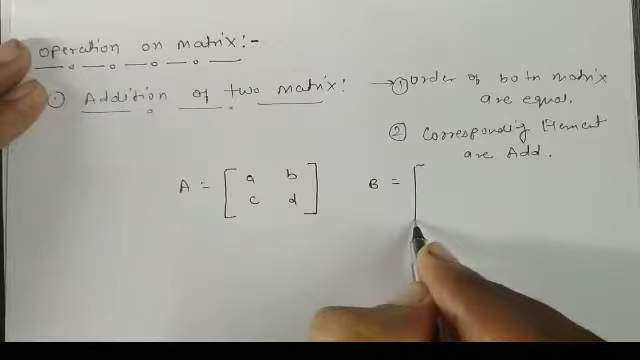 operation on matrix:-
① Addition of two matrix: → ① order of both matrix
are equal.
② Corresponding Element
are Add.
A = [ a b
c d ]
B = [